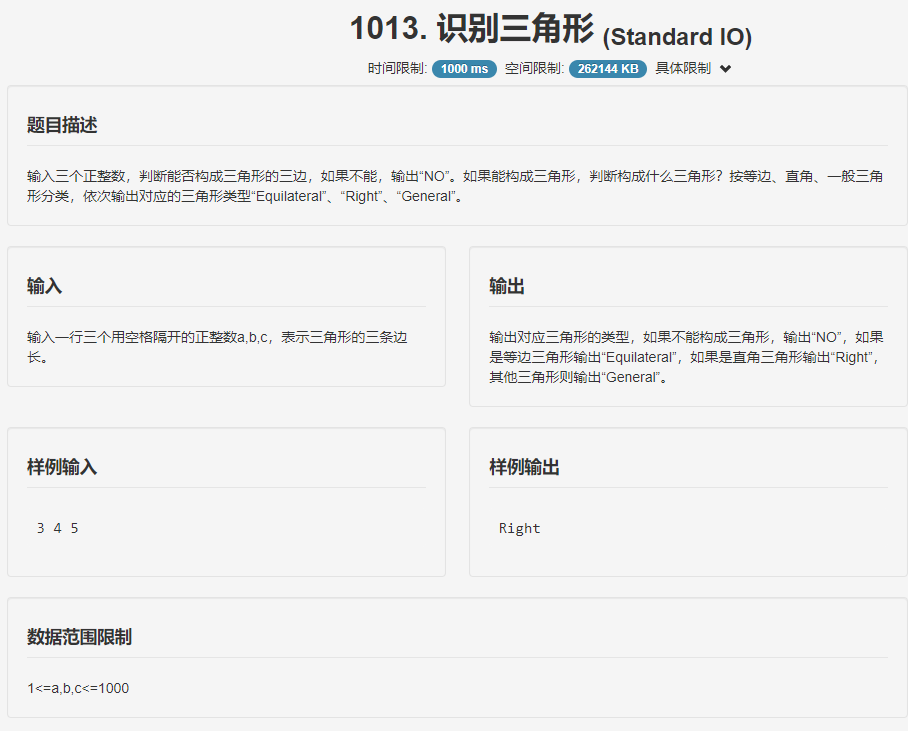 1013. 识别三角形 (Standard IO)
时间限制: 1000 ms 空间限制: 262144 KB 具体限制
题目描述
输入三个正整数，判断能否构成三角形的三边，如果不能，输出“NO”。如果能构成三角形，判断构成什么三角形？按等边、直角、一般三角
形分类，依次输出对应的三角形类型“Equilateral”、“Right”、“General”。
输入
输入一行三个用空格隔开的正整数a,b,c，表示三角形的三条边
长。
输出
输出对应三角形的类型，如果不能构成三角形，输出“NO”，如果
是等边三角形输出“Equilateral”，如果是直角三角形输出“Right”，
其他三角形则输出“General”。
样例输入
3 4 5
样例输出
Right
数据范围限制
1<=a,b,c<=1000